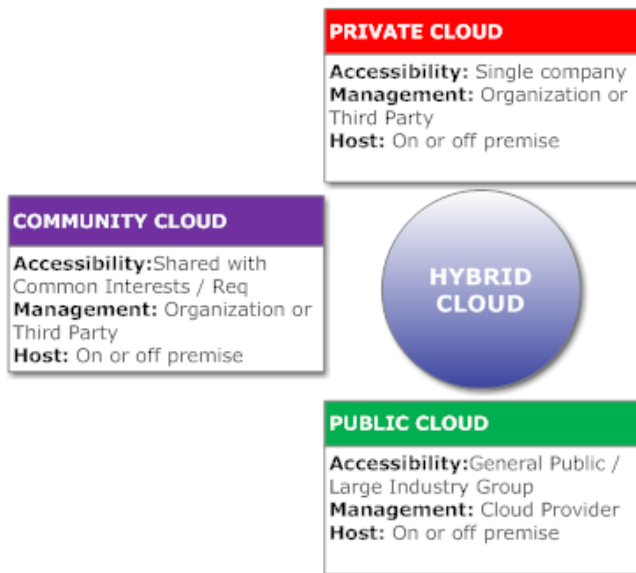 PRIVATE CLOUD
Accessibility: Single company
Management: Organization or
Third Party
Host: On or off premise
COMMUNITY CLOUD
Accessibility:Shared with
Common Interests / Req
Management: Organization or
Third Party
Host: On or off premise
HYBRID
CLOUD
PUBLIC CLOUD
Accessibility:General Public /
Large Industry Group
Management: Cloud Provider
Host: On or off premise